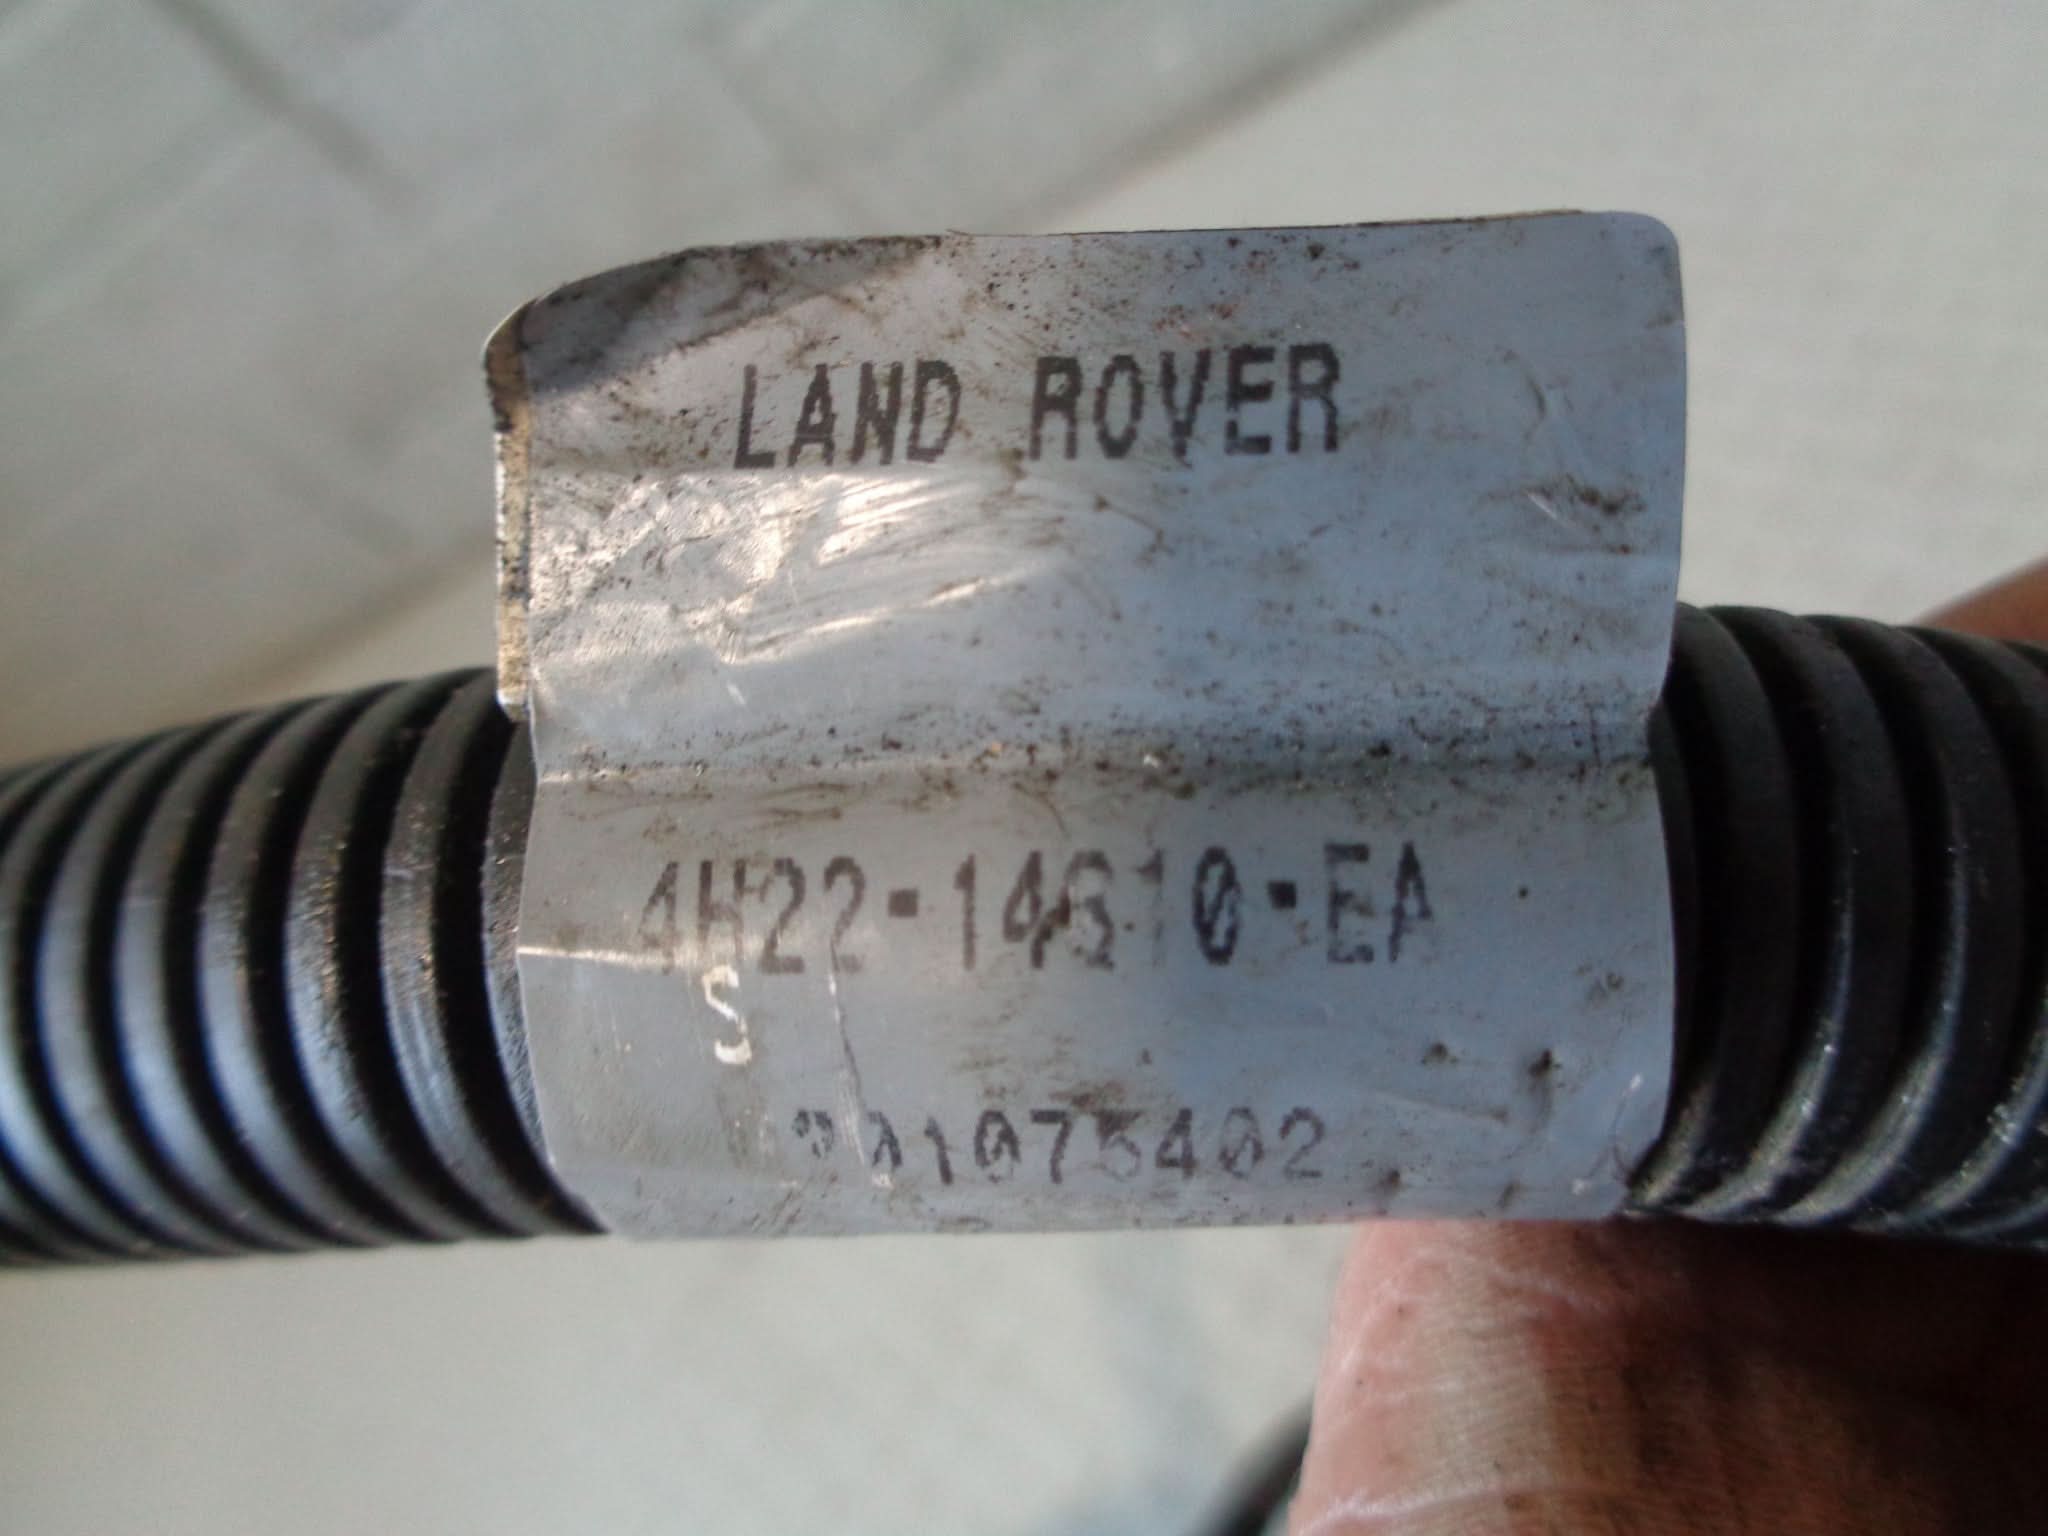 LAND ROVER
4H22-14G10-EA
S